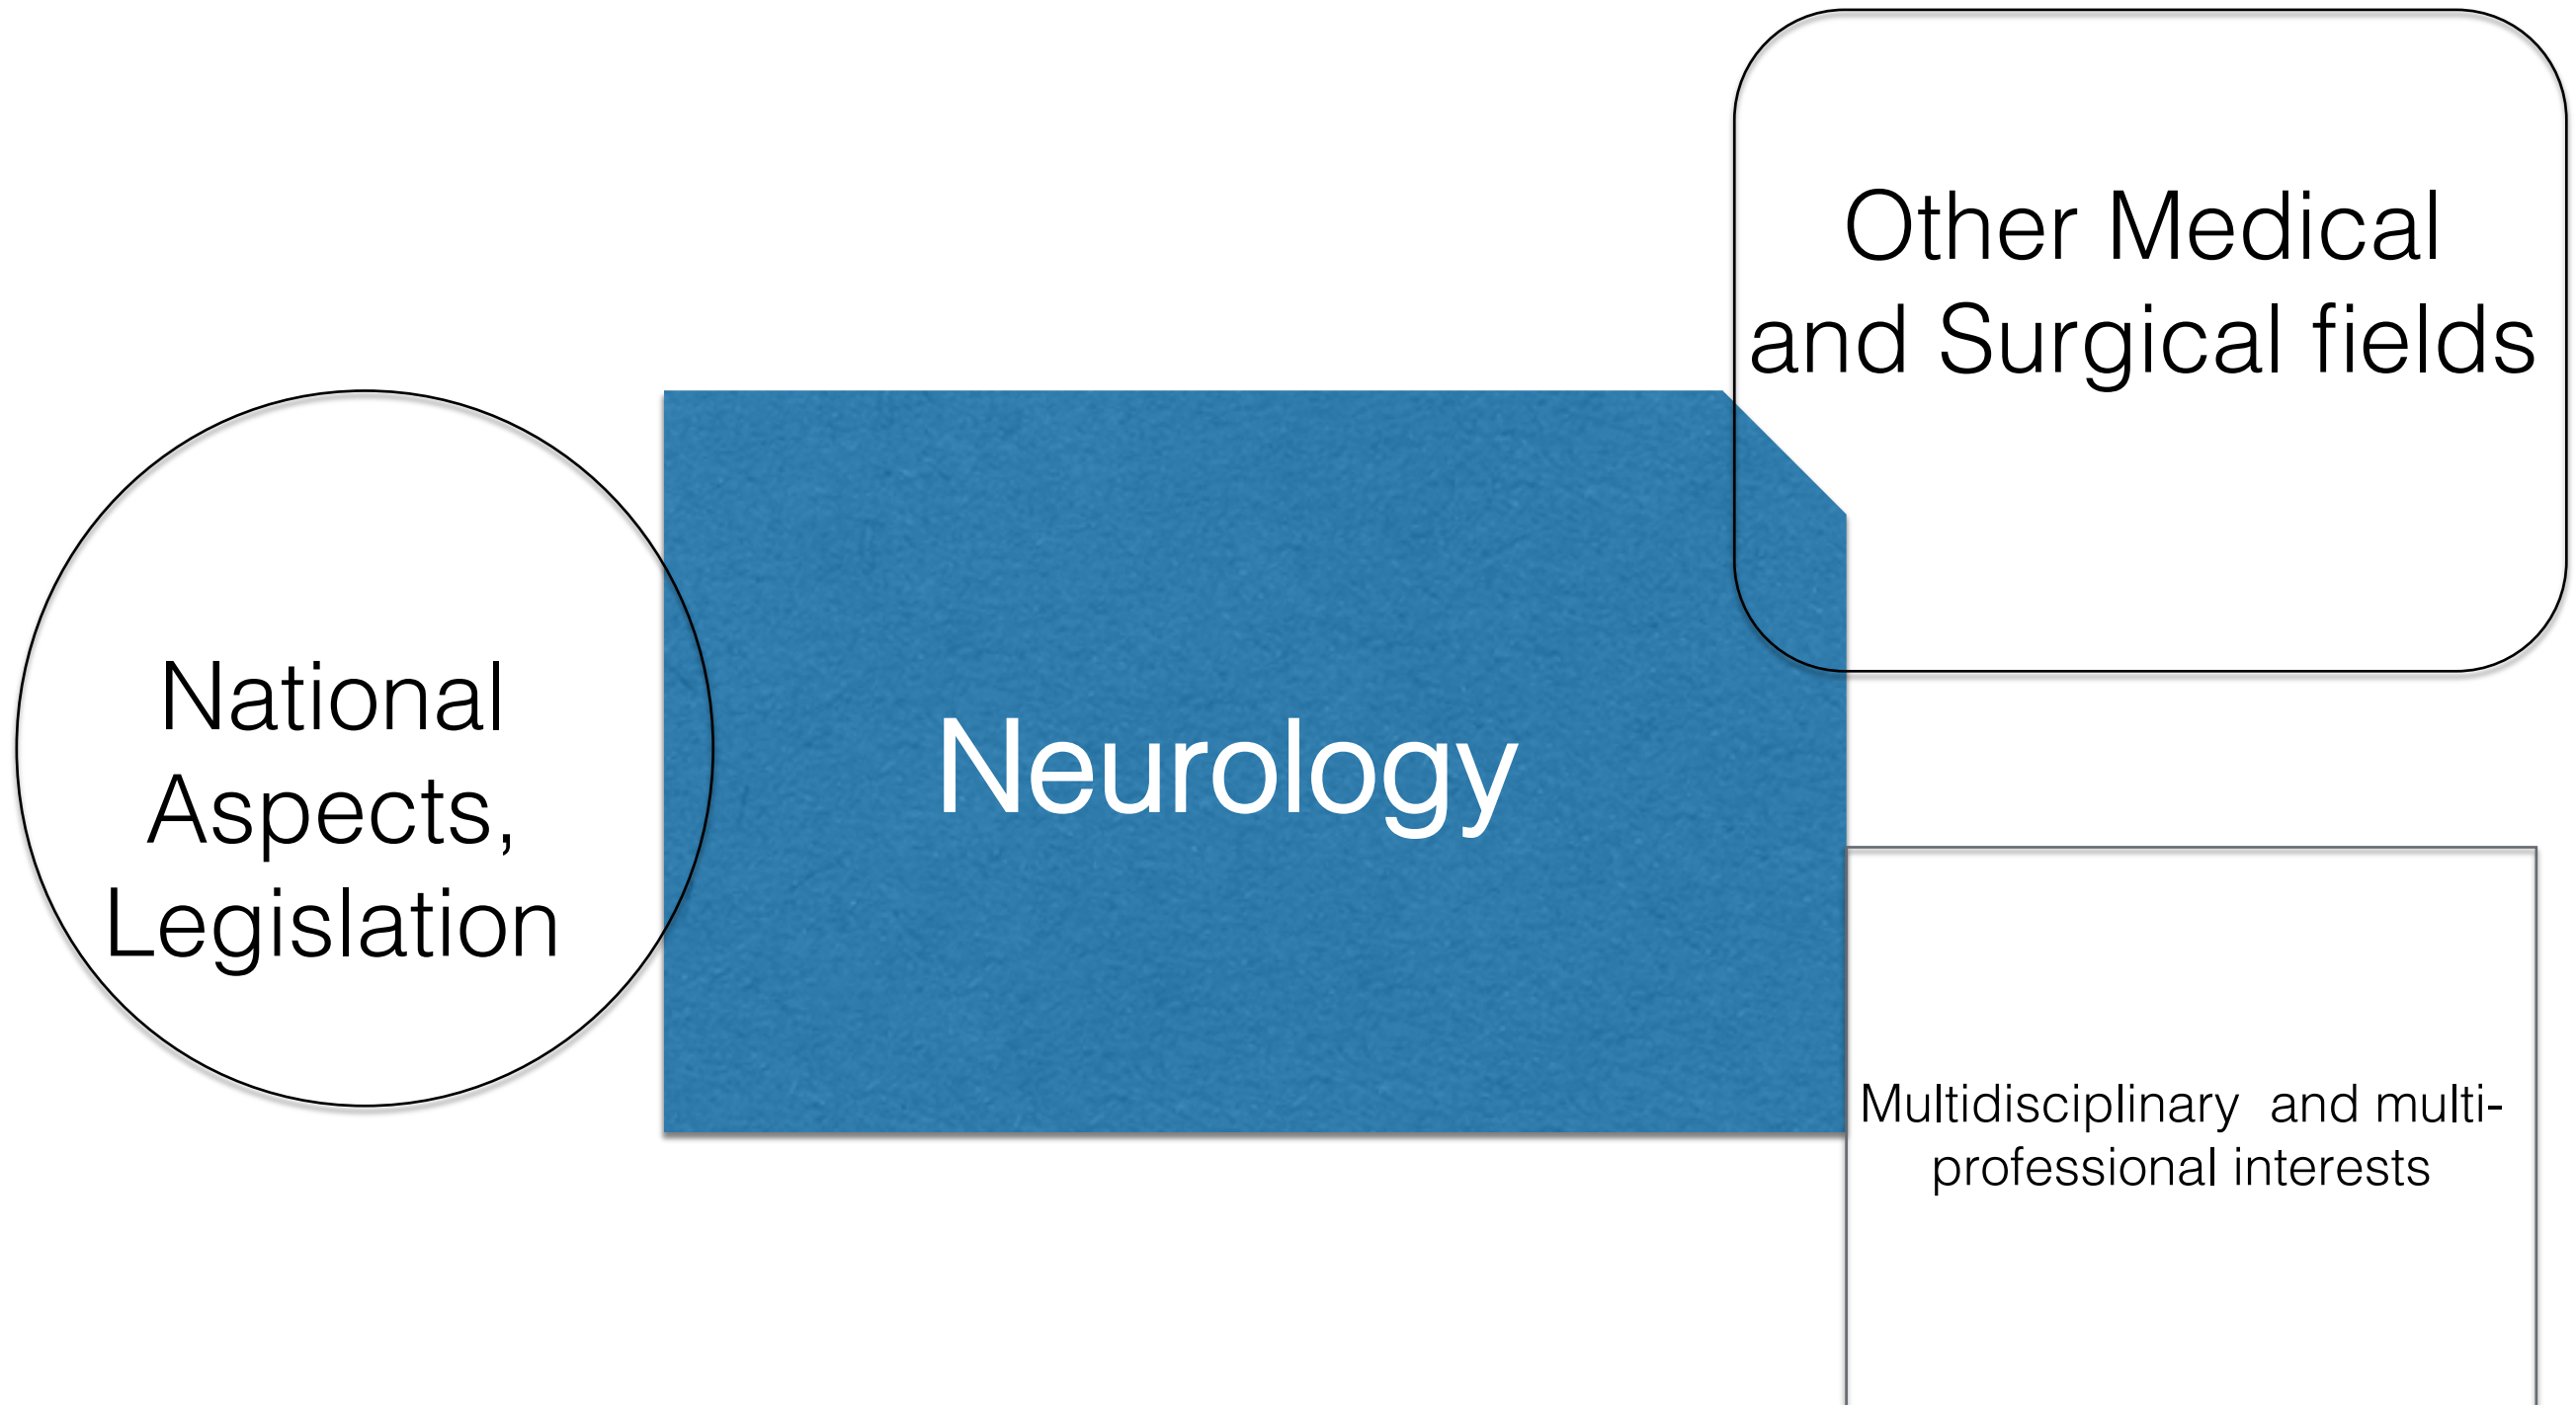 Other Medical
and Surgical fields
National
Aspects,
Legislation
Neurology
Multidisciplinary  and multi-
professional interests